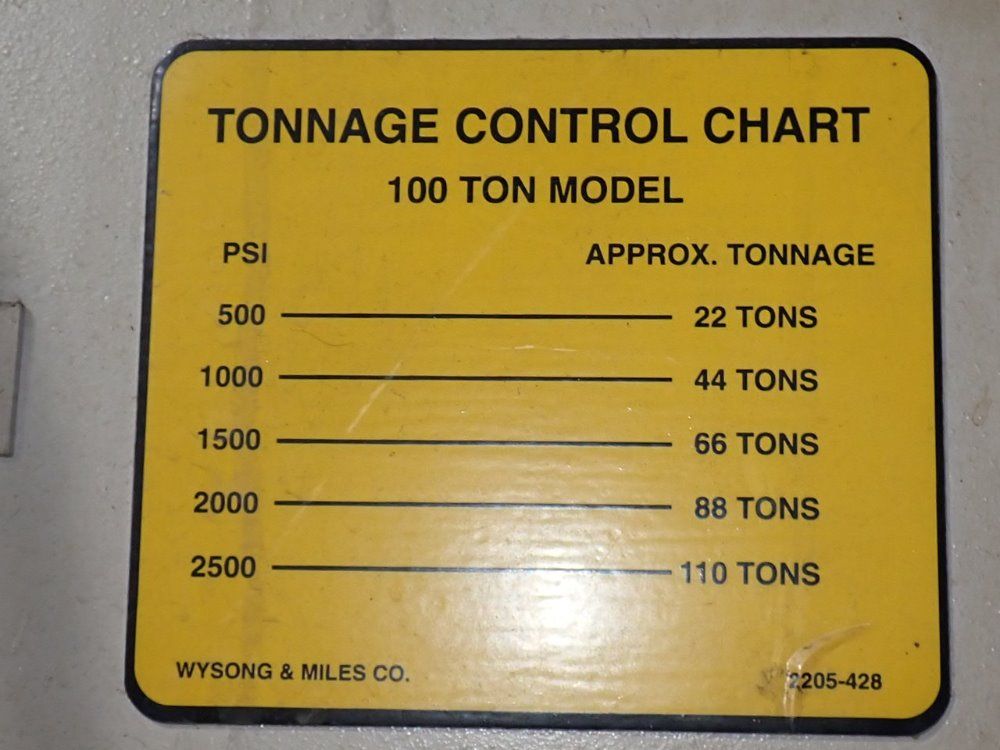 TONNAGE CONTROL CHART
100 TON MODEL
PSI APPROX. TONNAGE
500 22 TONS
1000 44 TONS
1500 66 TONS
2000 88 TONS
2500 110 TONS
WYSONG & MILES CO. 2205-428